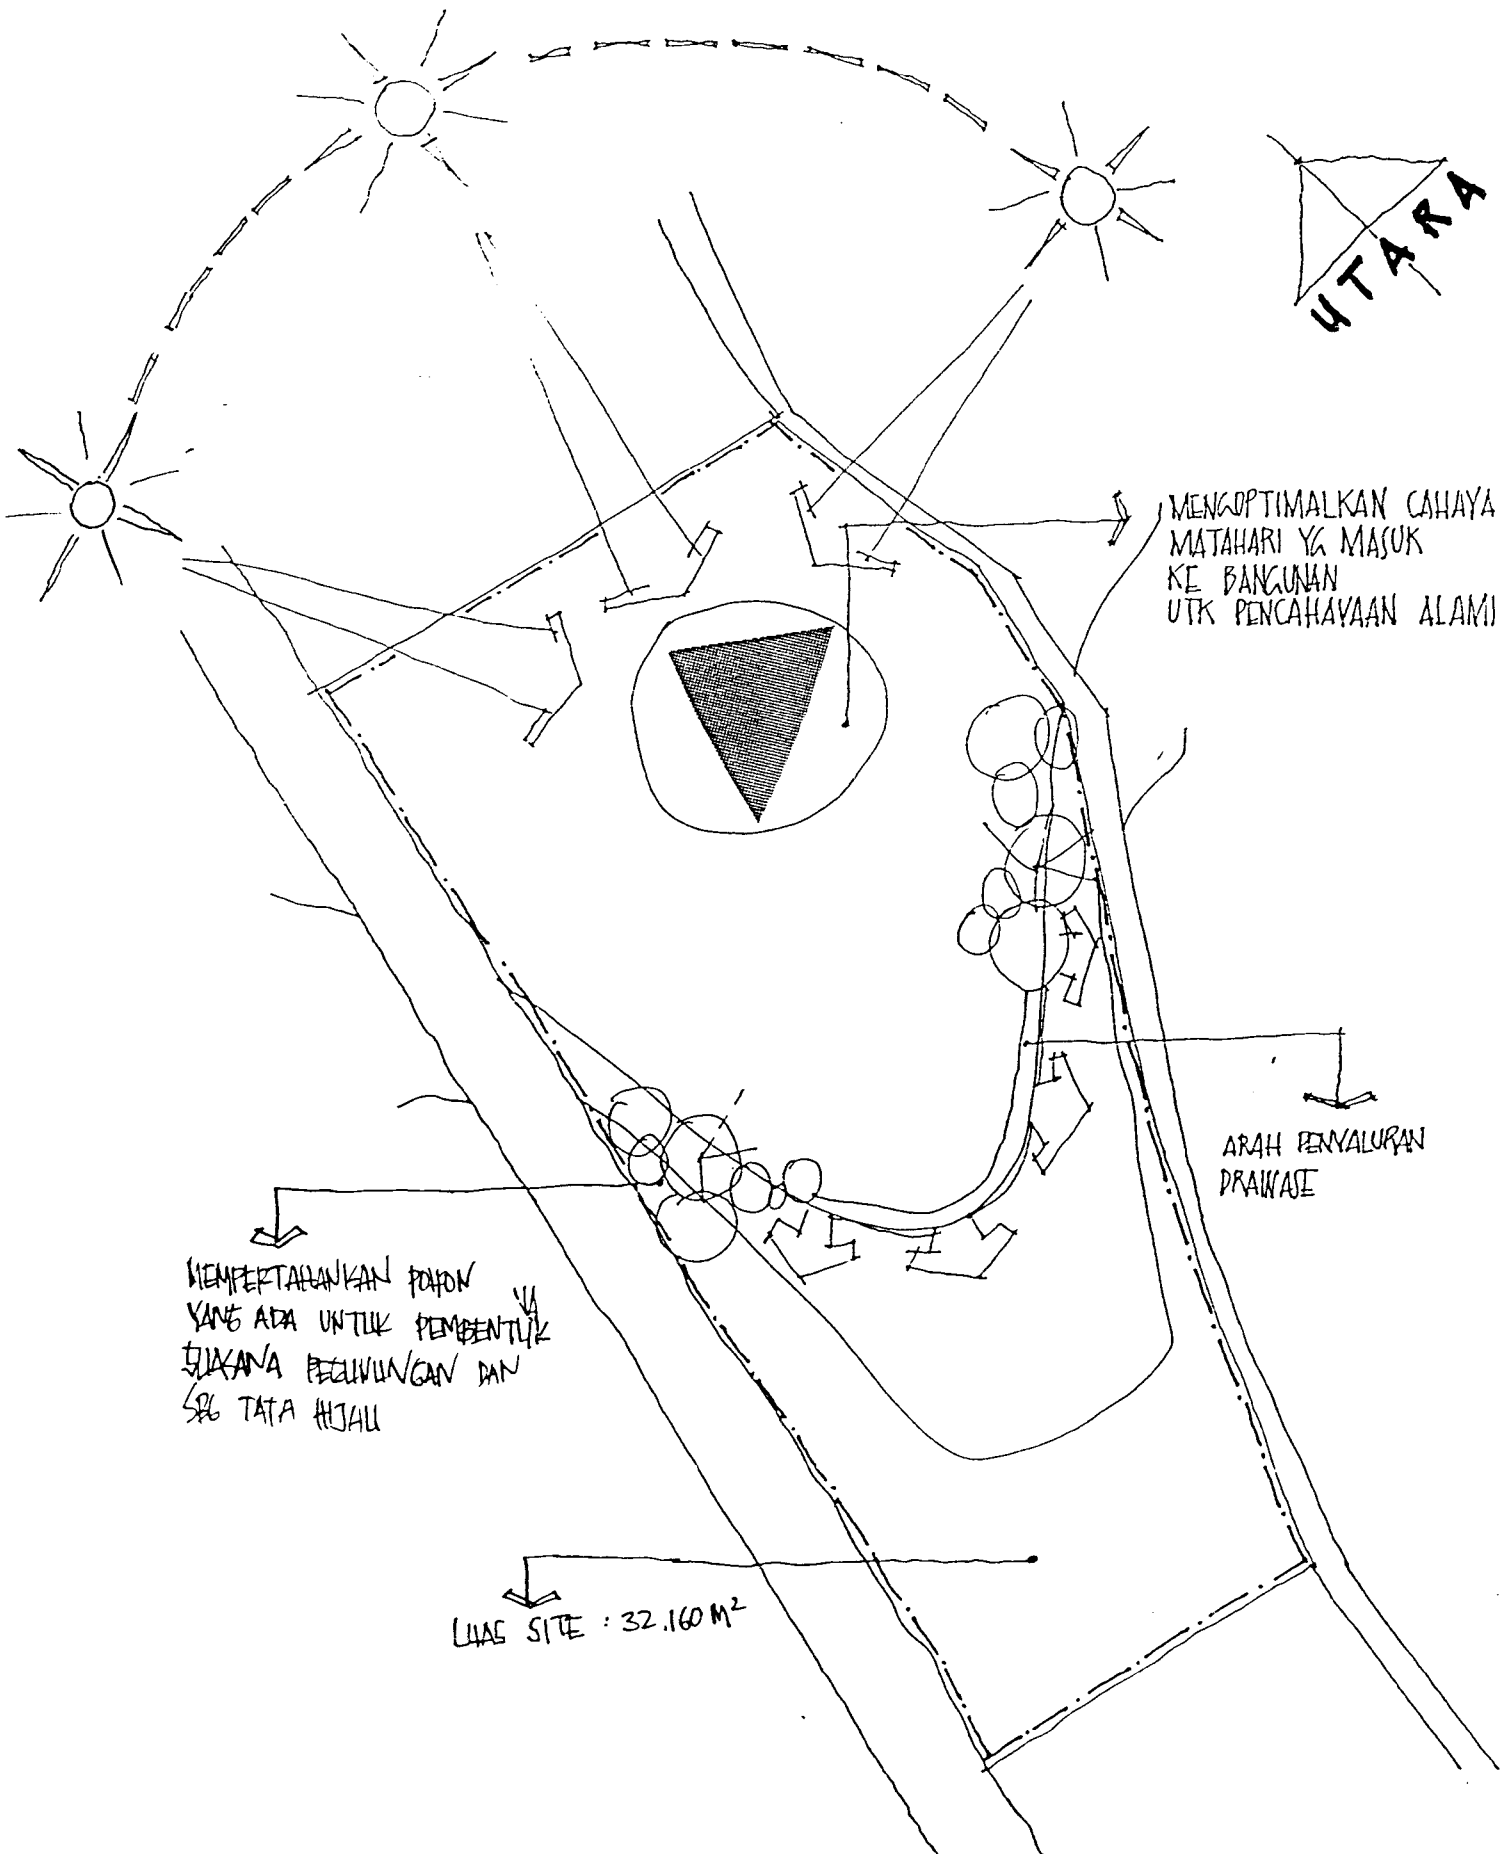 UTARA
MENGOPTIMALKAN CAHAYA
MATAHARI YG MASUK
KE BANGUNAN
UTK PENCAHAYAAN ALAMI
ARAH PENYALURAN
DRAINASE
MEMPERTAHANKAN POHON
YANG ADA UNTUK PEMBENTUK
SUASANA PEGUNUNGAN DAN
SBG TATA HIJAU
LUAS SITE : 32.160 M²